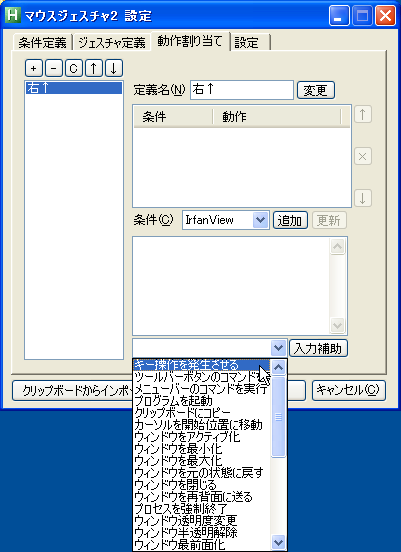 マウスジェスチャ2 設定
条件定義 ジェスチャ定義 動作割り当て 設定
+ - C ↑ ↓
右↑
定義名(N) 右↑ 変更
条件 動作
↑
×
↓
条件(C) IrfanView 追加 更新
入力補助
キー操作を発生させる
ツールバーボタンのコマンドを
メニューバーのコマンドを実行
プログラムを起動
クリップボードにコピー
カーソルを開始位置に移動
ウィンドウをアクティブ化
ウィンドウを最小化
ウィンドウを最大化
ウィンドウを元の状態に戻す
ウィンドウを閉じる
ウィンドウを再背面に送る
プロセスを強制終了
ウィンドウ透明度変更
ウィンドウ半透明解除
ウィンドウ最前面化
クリップボードからインポ キャンセル(C)